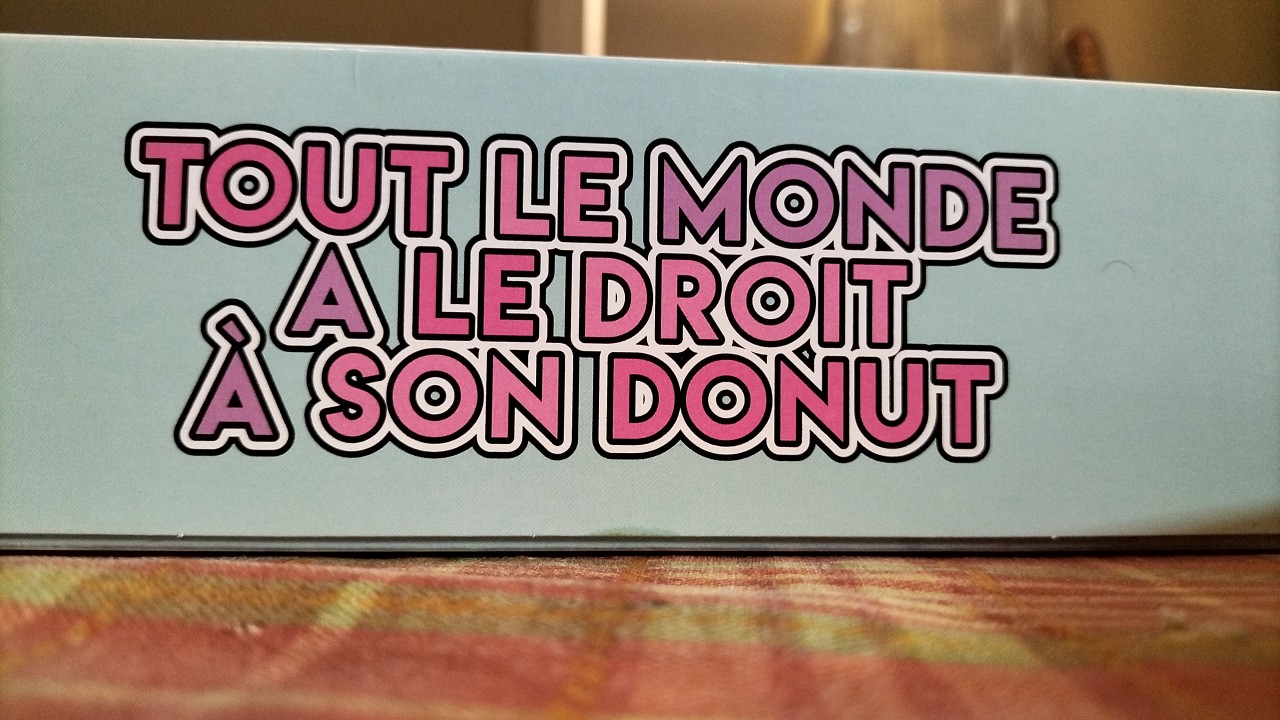 TOUT LE MONDE
A LE DROIT
À SON DONUT